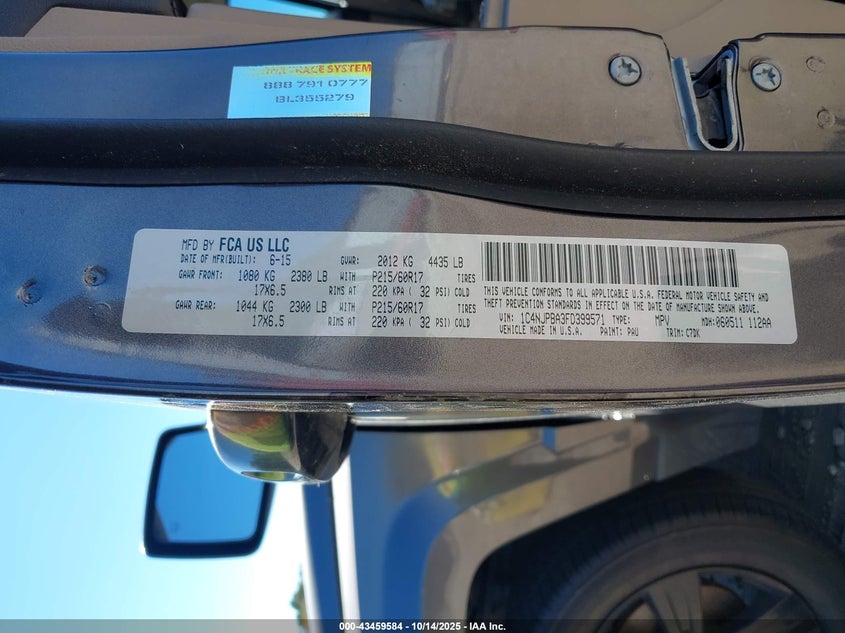 RACE SYSTEM
888 791 0777
BL355279
MFD BY FCA US LLC
DATE OF MFR(BUILT): 6-15 GVWR: 2012 KG 4435 LB
GAWR FRONT: 1080 KG 2380 LB WITH P215/60R17 TIRES
17X6.5 RIMS AT 220 KPA ( 32 PSI) COLD
GAWR REAR: 1044 KG 2300 LB WITH P215/60R17 TIRES
17X6.5 RIMS AT 220 KPA ( 32 PSI) COLD
THIS VEHICLE CONFORMS TO ALL APPLICABLE U.S.A. FEDERAL MOTOR VEHICLE SAFETY AND
THEFT PREVENTION STANDARDS IN EFFECT ON THE DATE OF MANUFACTURE SHOWN ABOVE.
VIN: 1C4NJPBA3FD399571 TYPE: MPV MDH: 060511 112AA
VEHICLE MADE IN U.S.A. PAINT: PAU TRIM: C7DK
000-43459584 - 10/14/2025 - IAA Inc.